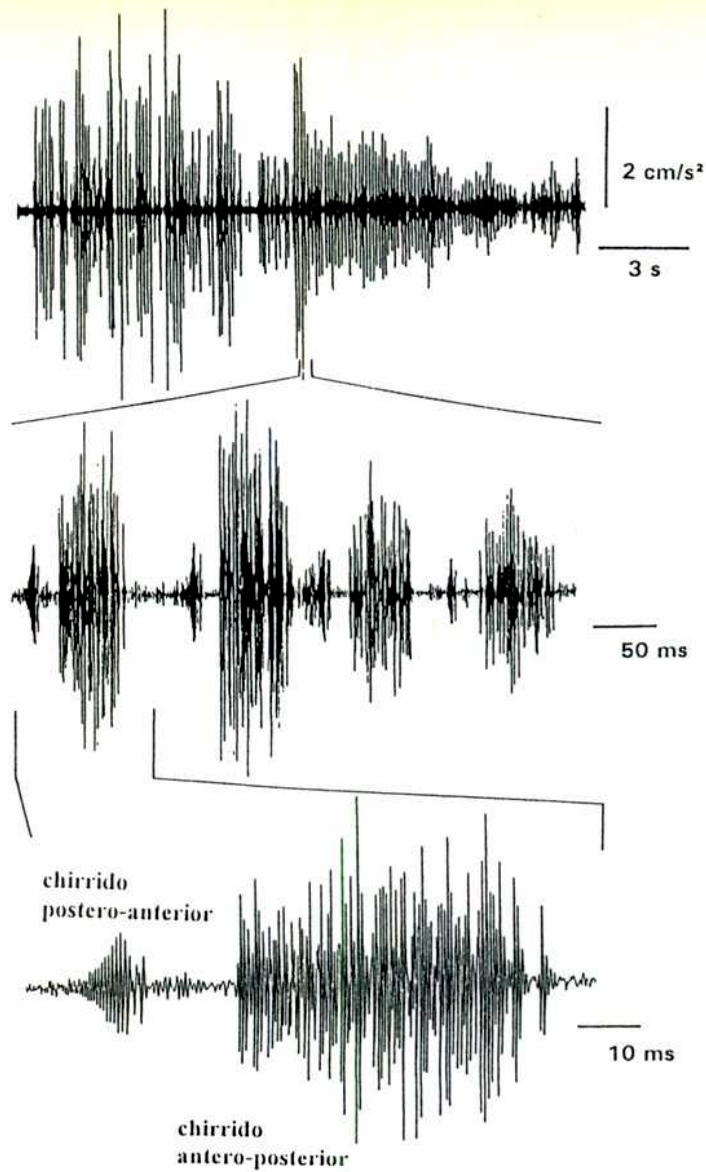 2 cm/s²
3 s
50 ms
chirrido
postero-anterior
10 ms
chirrido
antero-posterior